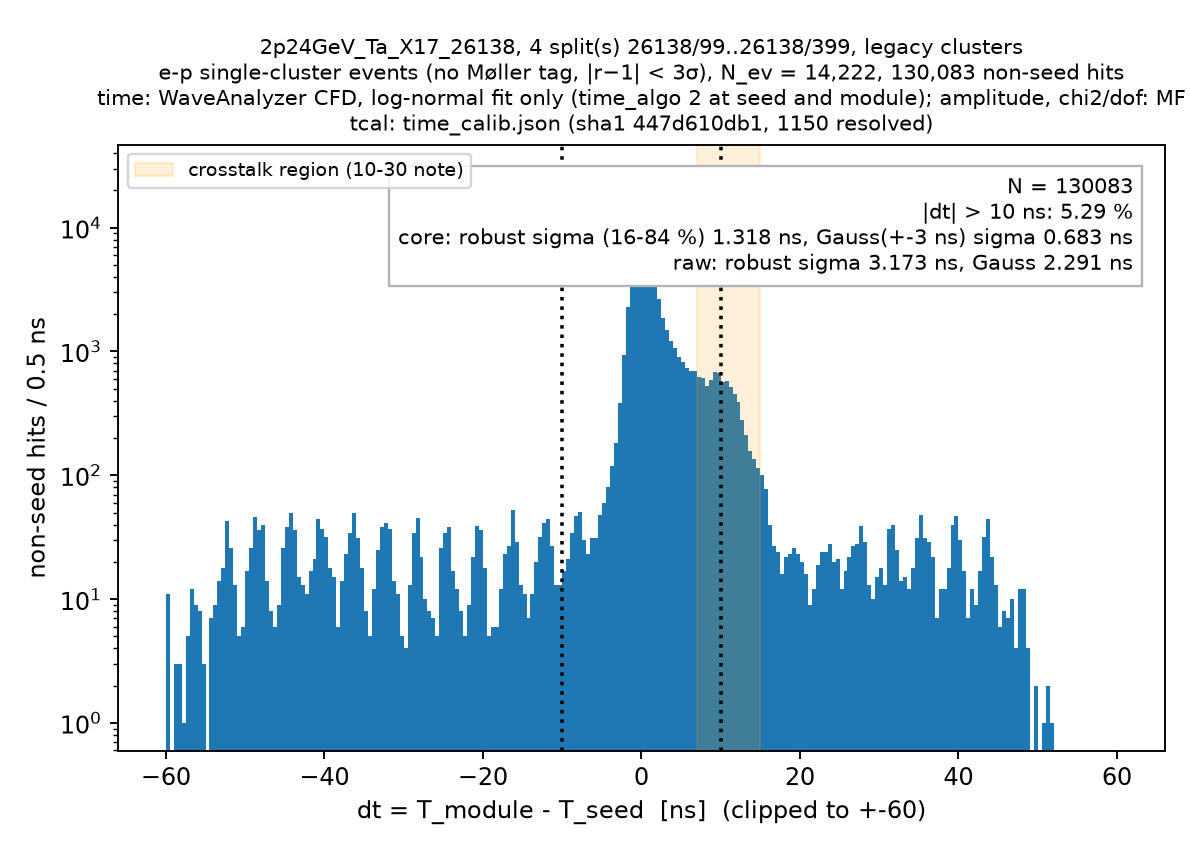 2p24GeV_Ta_X17_26138, 4 split(s) 26138/99..26138/399, legacy clusters
e-p single-cluster events (no Møller tag, |r−1| < 3σ), N_ev = 14,222, 130,083 non-seed hits
time: WaveAnalyzer CFD, log-normal fit only (time_algo 2 at seed and module); amplitude, chi2/dof: MF
tcal: time_calib.json (sha1 447d610db1, 1150 resolved)
crosstalk region (10-30 note)
N = 130083
|dt| > 10 ns: 5.29 %
core: robust sigma (16-84 %) 1.318 ns, Gauss(+-3 ns) sigma 0.683 ns
raw: robust sigma 3.173 ns, Gauss 2.291 ns
non-seed hits / 0.5 ns
10⁴
10³
10²
10¹
10⁰
−60 −40 −20 0 20 40 60
dt = T_module - T_seed [ns] (clipped to +-60)